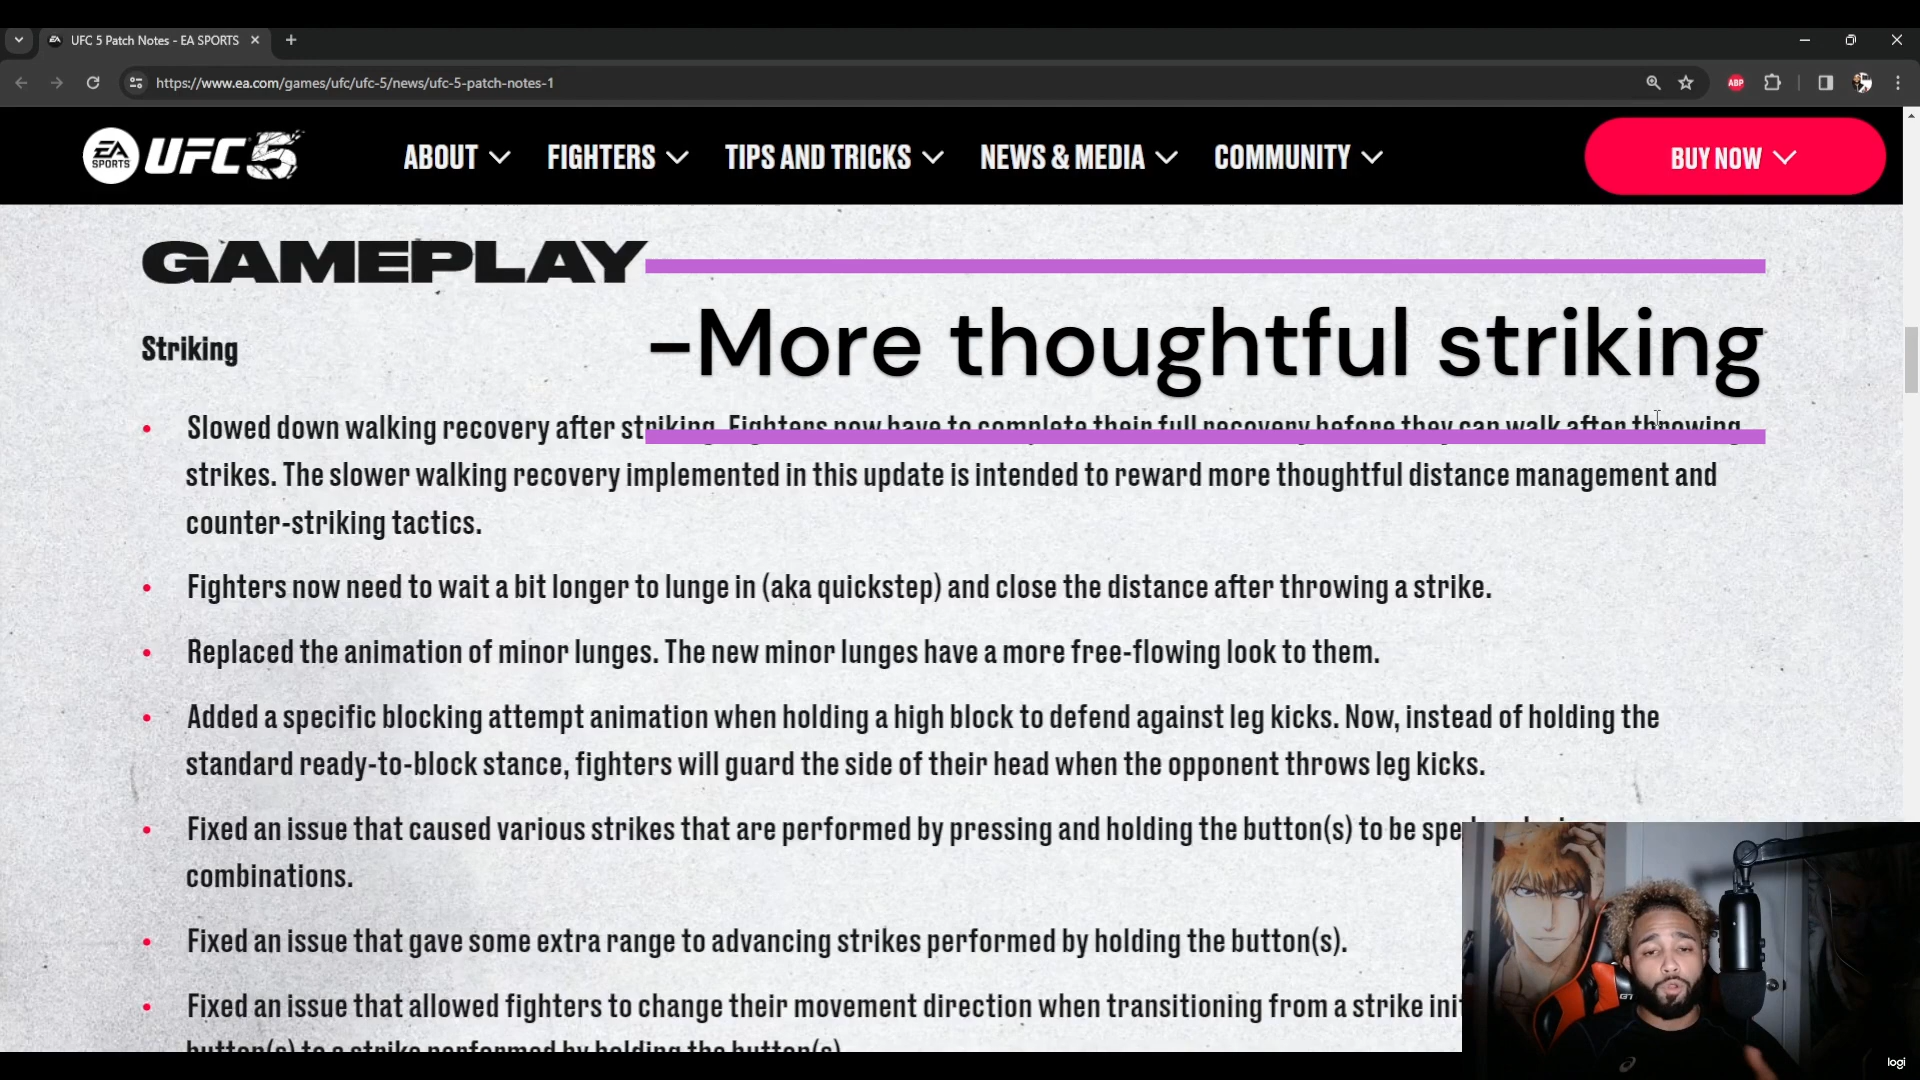 UFC 5 Patch Notes - EA SPORTS
https://www.ea.com/games/ufc/ufc-5/news/ufc-5-patch-notes-1
ABP
EA SPORTS UFC 5
ABOUT FIGHTERS TIPS AND TRICKS NEWS & MEDIA COMMUNITY BUY NOW
GAMEPLAY
-More thoughtful striking
Striking
• Slowed down walking recovery after striking. Fighters now have to complete their full recovery before they can walk after throwing
strikes. The slower walking recovery implemented in this update is intended to reward more thoughtful distance management and
counter-striking tactics.
• Fighters now need to wait a bit longer to lunge in (aka quickstep) and close the distance after throwing a strike.
• Replaced the animation of minor lunges. The new minor lunges have a more free-flowing look to them.
• Added a specific blocking attempt animation when holding a high block to defend against leg kicks. Now, instead of holding the
standard ready-to-block stance, fighters will guard the side of their head when the opponent throws leg kicks.
• Fixed an issue that caused various strikes that are performed by pressing and holding the button(s) to be
combinations.
• Fixed an issue that gave some extra range to advancing strikes performed by holding the button(s).
• Fixed an issue that allowed fighters to change their movement direction when transitioning from a strike
button(s) to a strike performed by holding the button(s)
logi